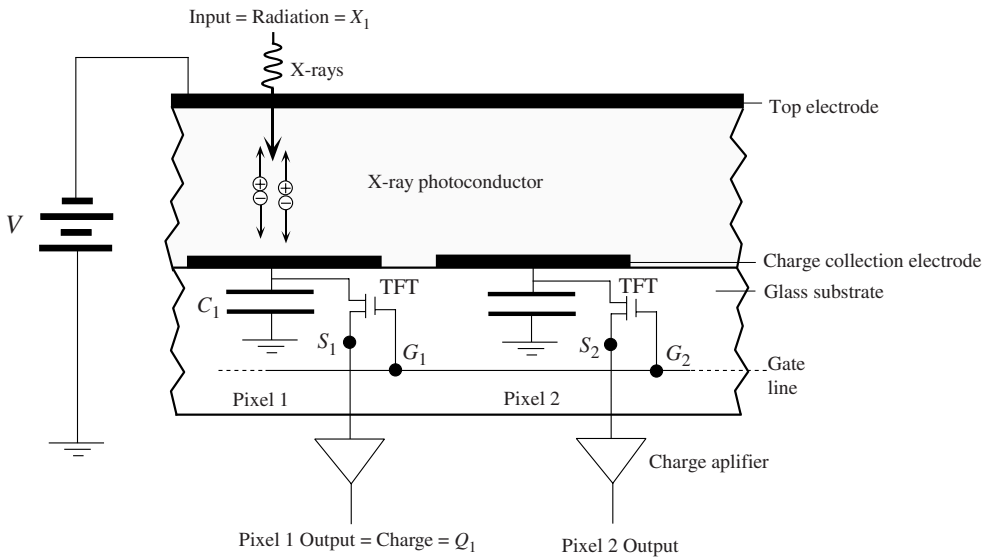 Input = Radiation = X₁
X-rays
Top electrode
X-ray photoconductor
V
Charge collection electrode
TFT
TFT
Glass substrate
C₁
S₁
S₂
G₁
G₂
Gate
line
Pixel 1
Pixel 2
Charge aplifier
Pixel 1 Output = Charge = Q₁
Pixel 2 Output